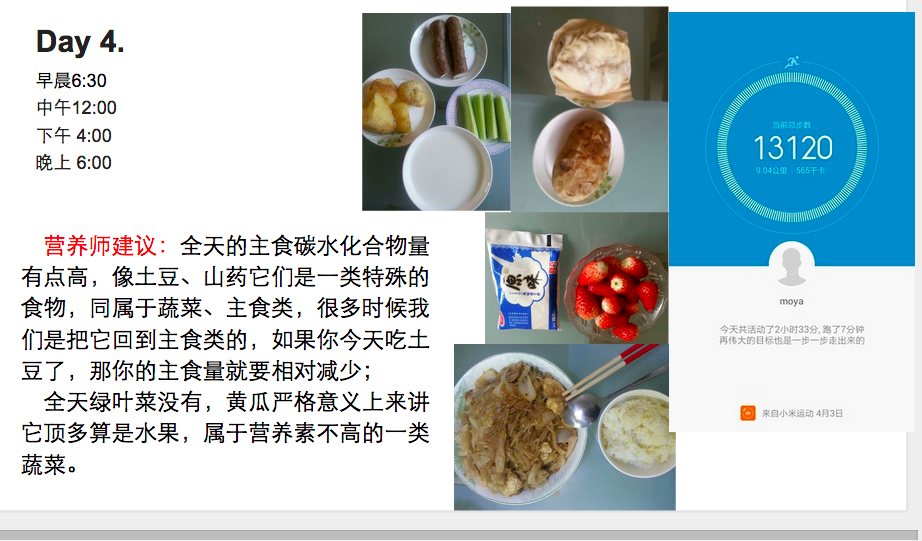 Day 4.
早晨6:30
中午12:00
下午 4:00
晚上 6:00
营养师建议：全天的主食碳水化合物量
有点高，像土豆、山药它们是一类特殊的
食物，同属于蔬菜、主食类，很多时候我
们是把它回到主食类的，如果你今天吃土
豆了，那你的主食量就要相对减少；
全天绿叶菜没有，黄瓜严格意义上来讲
它顶多算是水果，属于营养素不高的一类
蔬菜。
原味
当前总步数
13120
9.04公里
565千卡
moya
今天共活动了2小时33分, 跑了7分钟
再伟大的目标也是一步一步走出来的
来自小米运动 4月3日